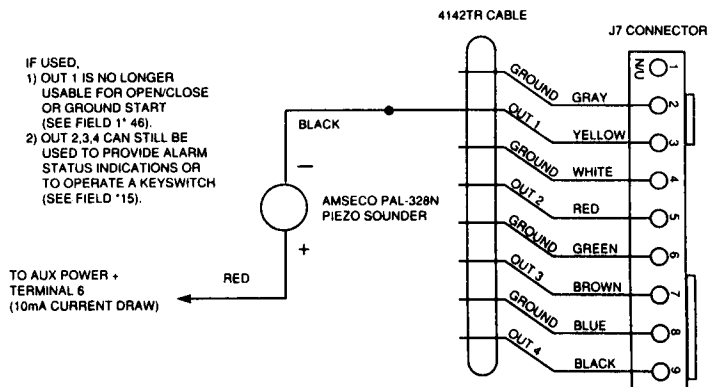 4142TR CABLE
J7 CONNECTOR
IF USED,
1) OUT 1 IS NO LONGER
USABLE FOR OPEN/CLOSE
OR GROUND START
(SEE FIELD 1* 46).
2) OUT 2,3,4 CAN STILL BE
USED TO PROVIDE ALARM
STATUS INDICATIONS OR
TO OPERATE A KEYSWITCH
(SEE FIELD *15).
BLACK
–
AMSECO PAL-328N
PIEZO SOUNDER
+
RED
TO AUX POWER +
TERMINAL 6
(10mA CURRENT DRAW)
N/U 1
GROUND GRAY 2
OUT 1 YELLOW 3
GROUND WHITE 4
OUT 2 RED 5
GROUND GREEN 6
OUT 3 BROWN 7
GROUND BLUE 8
OUT 4 BLACK 9